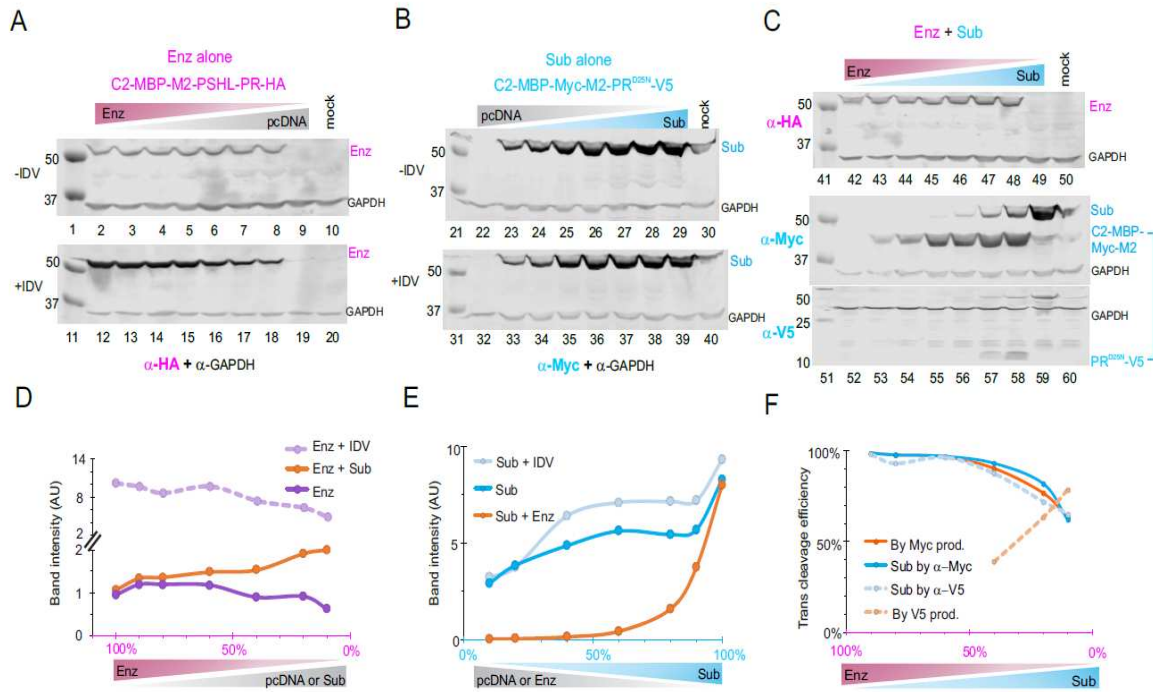 A
Enz alone
C2-MBP-M2-PSHL-PR-HA
Enz
pcDNA
mock
-IDV
50
37
Enz
GAPDH
1 2 3 4 5 6 7 8 9 10
+IDV
50
37
Enz
GAPDH
11 12 13 14 15 16 17 18 19 20
α-HA + α-GAPDH
B
Sub alone
C2-MBP-Myc-M2-PR^D25N-V5
pcDNA
Sub
mock
-IDV
50
37
Sub
GAPDH
21 22 23 24 25 26 27 28 29 30
+IDV
50
37
Sub
GAPDH
31 32 33 34 35 36 37 38 39 40
α-Myc + α-GAPDH
C
Enz + Sub
Enz
Sub
mock
α-HA
50
37
Enz
GAPDH
41 42 43 44 45 46 47 48 49 50
α-Myc
50
37
Sub
C2-MBP-
Myc-M2
GAPDH
α-V5
50
25
10
GAPDH
PR^D25N-V5
51 52 53 54 55 56 57 58 59 60
D
Band intensity (AU)
14
12
8
2
2
1
0
Enz + IDV
Enz + Sub
Enz
100% 50% 0%
Enz
pcDNA or Sub
E
Band intensity (AU)
10
5
0
Sub + IDV
Sub
Sub + Enz
0% 50% 100%
pcDNA or Enz
Sub
F
Trans cleavage efficiency
100%
50%
0%
By Myc prod.
Sub by α-Myc
Sub by α-V5
By V5 prod.
100% 50% 0%
Enz
Sub